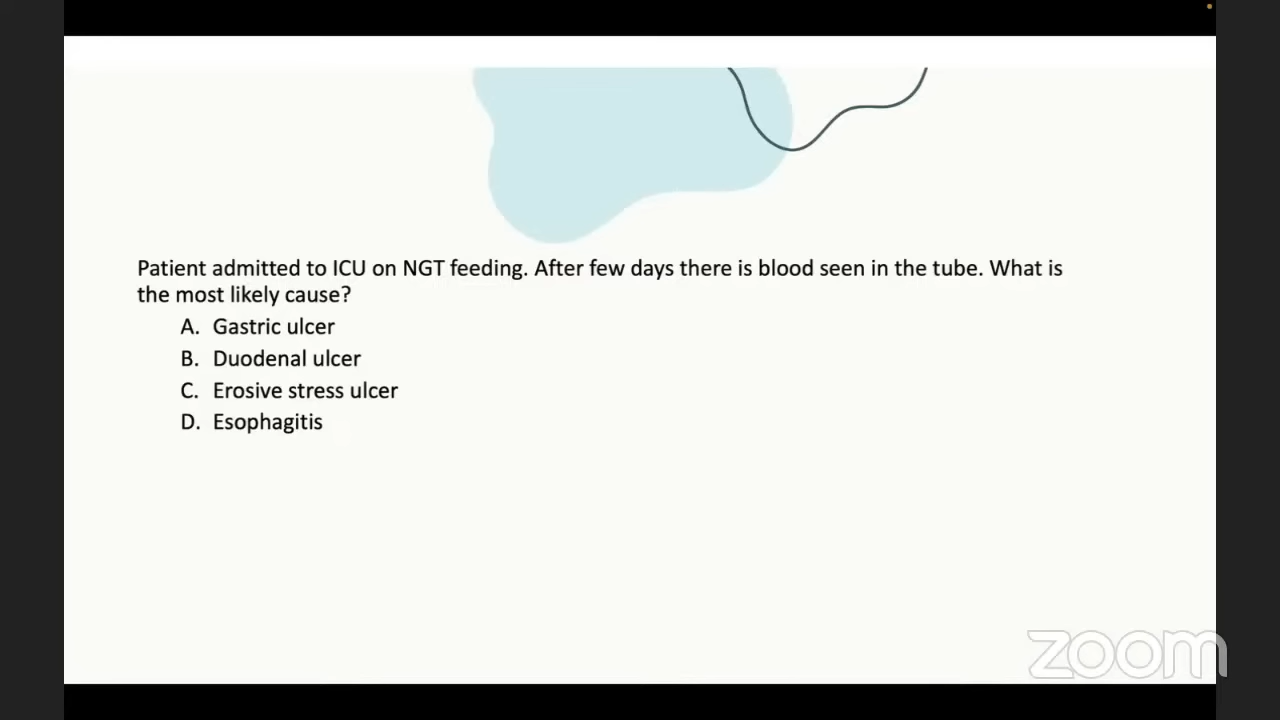 Patient admitted to ICU on NGT feeding. After few days there is blood seen in the tube. What is
the most likely cause?
A. Gastric ulcer
B. Duodenal ulcer
C. Erosive stress ulcer
D. Esophagitis
zoom